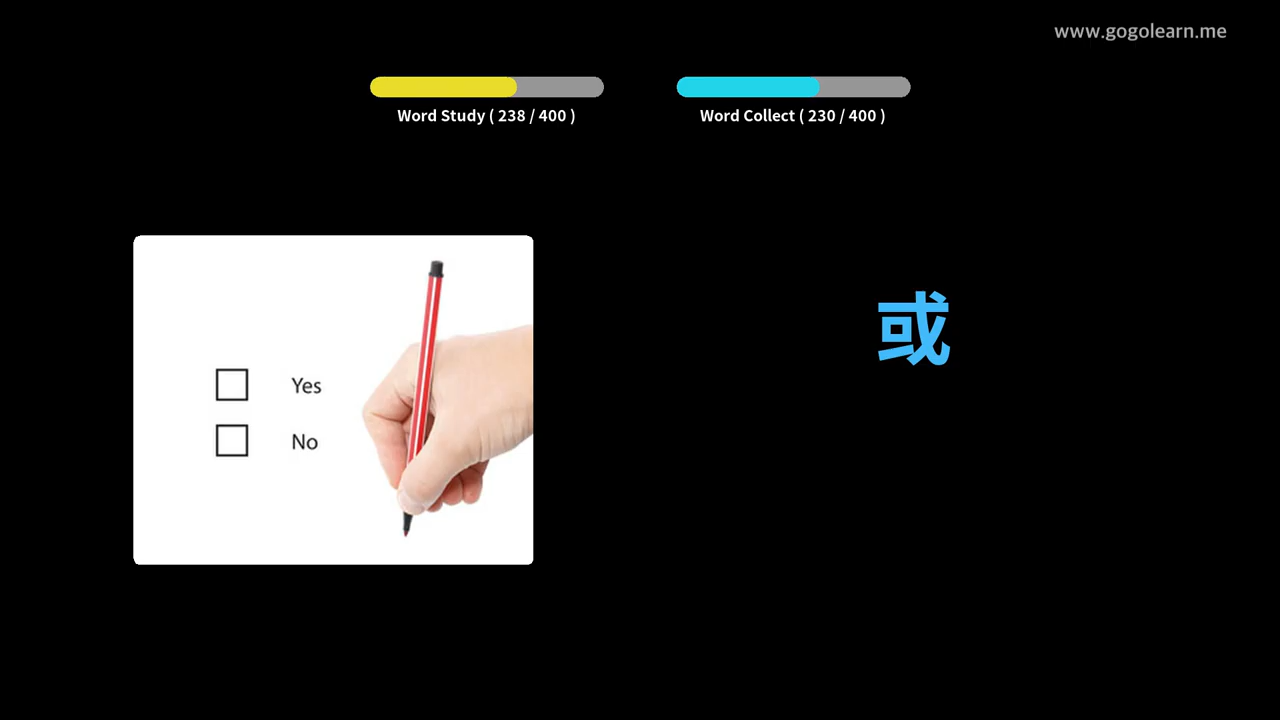 www.gogolearn.me
Word Study ( 238 / 400 )
Word Collect ( 230 / 400 )
或
Yes
No